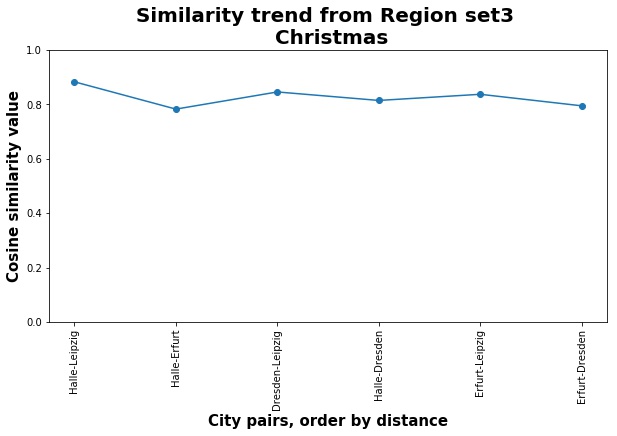 Similarity trend from Region set3
Christmas
Cosine similarity value
1.0
0.8
0.6
0.4
0.2
0.0
Halle-Leipzig
Halle-Erfurt
Dresden-Leipzig
Halle-Dresden
Erfurt-Leipzig
Erfurt-Dresden
City pairs, order by distance